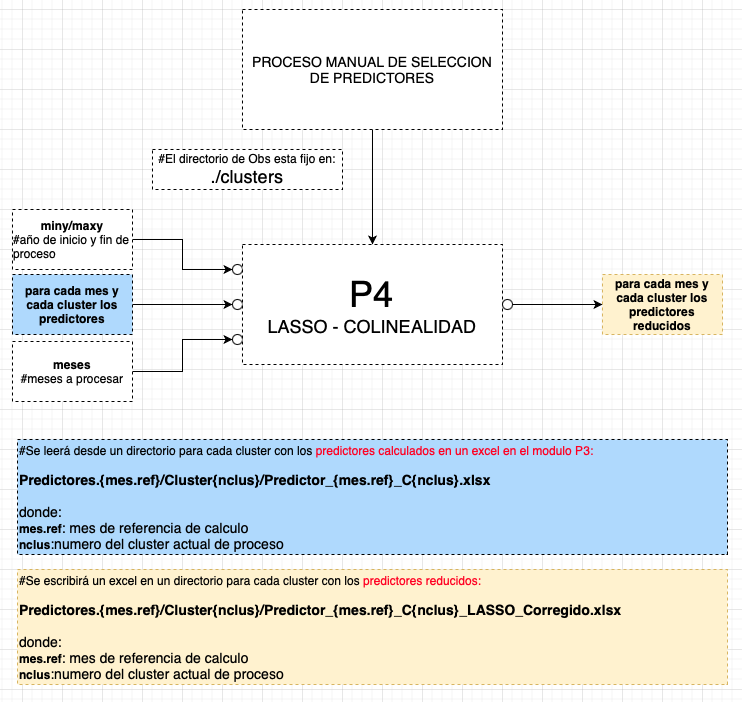 PROCESO MANUAL DE SELECCION
DE PREDICTORES
#El directorio de Obs esta fijo en:
./clusters
miny/maxy
#año de inicio y fin de
proceso
para cada mes y
cada cluster los
predictores
meses
#meses a procesar
P4
LASSO - COLINEALIDAD
para cada mes y
cada cluster los
predictores
reducidos
#Se leerá desde un directorio para cada cluster con los predictores calculados en un excel en el modulo P3:
Predictores.{mes.ref}/Cluster{nclus}/Predictor_{mes.ref}_C{nclus}.xlsx
donde:
mes.ref: mes de referencia de calculo
nclus:numero del cluster actual de proceso
#Se escribirá un excel en un directorio para cada cluster con los predictores reducidos:
Predictores.{mes.ref}/Cluster{nclus}/Predictor_{mes.ref}_C{nclus}_LASSO_Corregido.xlsx
donde:
mes.ref: mes de referencia de calculo
nclus:numero del cluster actual de proceso